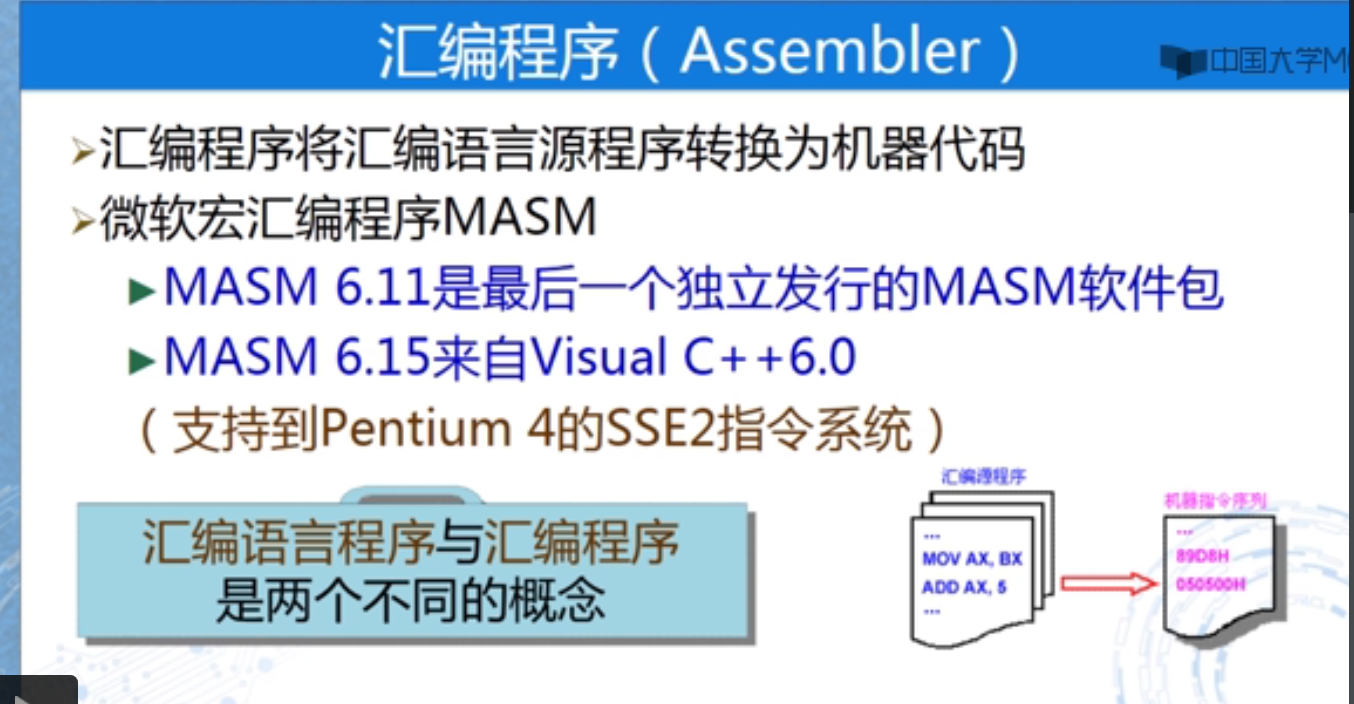 汇编程序（Assembler）
中国大学M
汇编程序将汇编语言源程序转换为机器代码
微软宏汇编程序MASM
MASM 6.11是最后一个独立发行的MASM软件包
MASM 6.15来自Visual C++6.0
（支持到Pentium 4的SSE2指令系统）
汇编语言程序与汇编程序
是两个不同的概念
汇编源程序
...
MOV AX, BX
ADD AX, 5
...
机器指令序列
...
89D8H
050500H